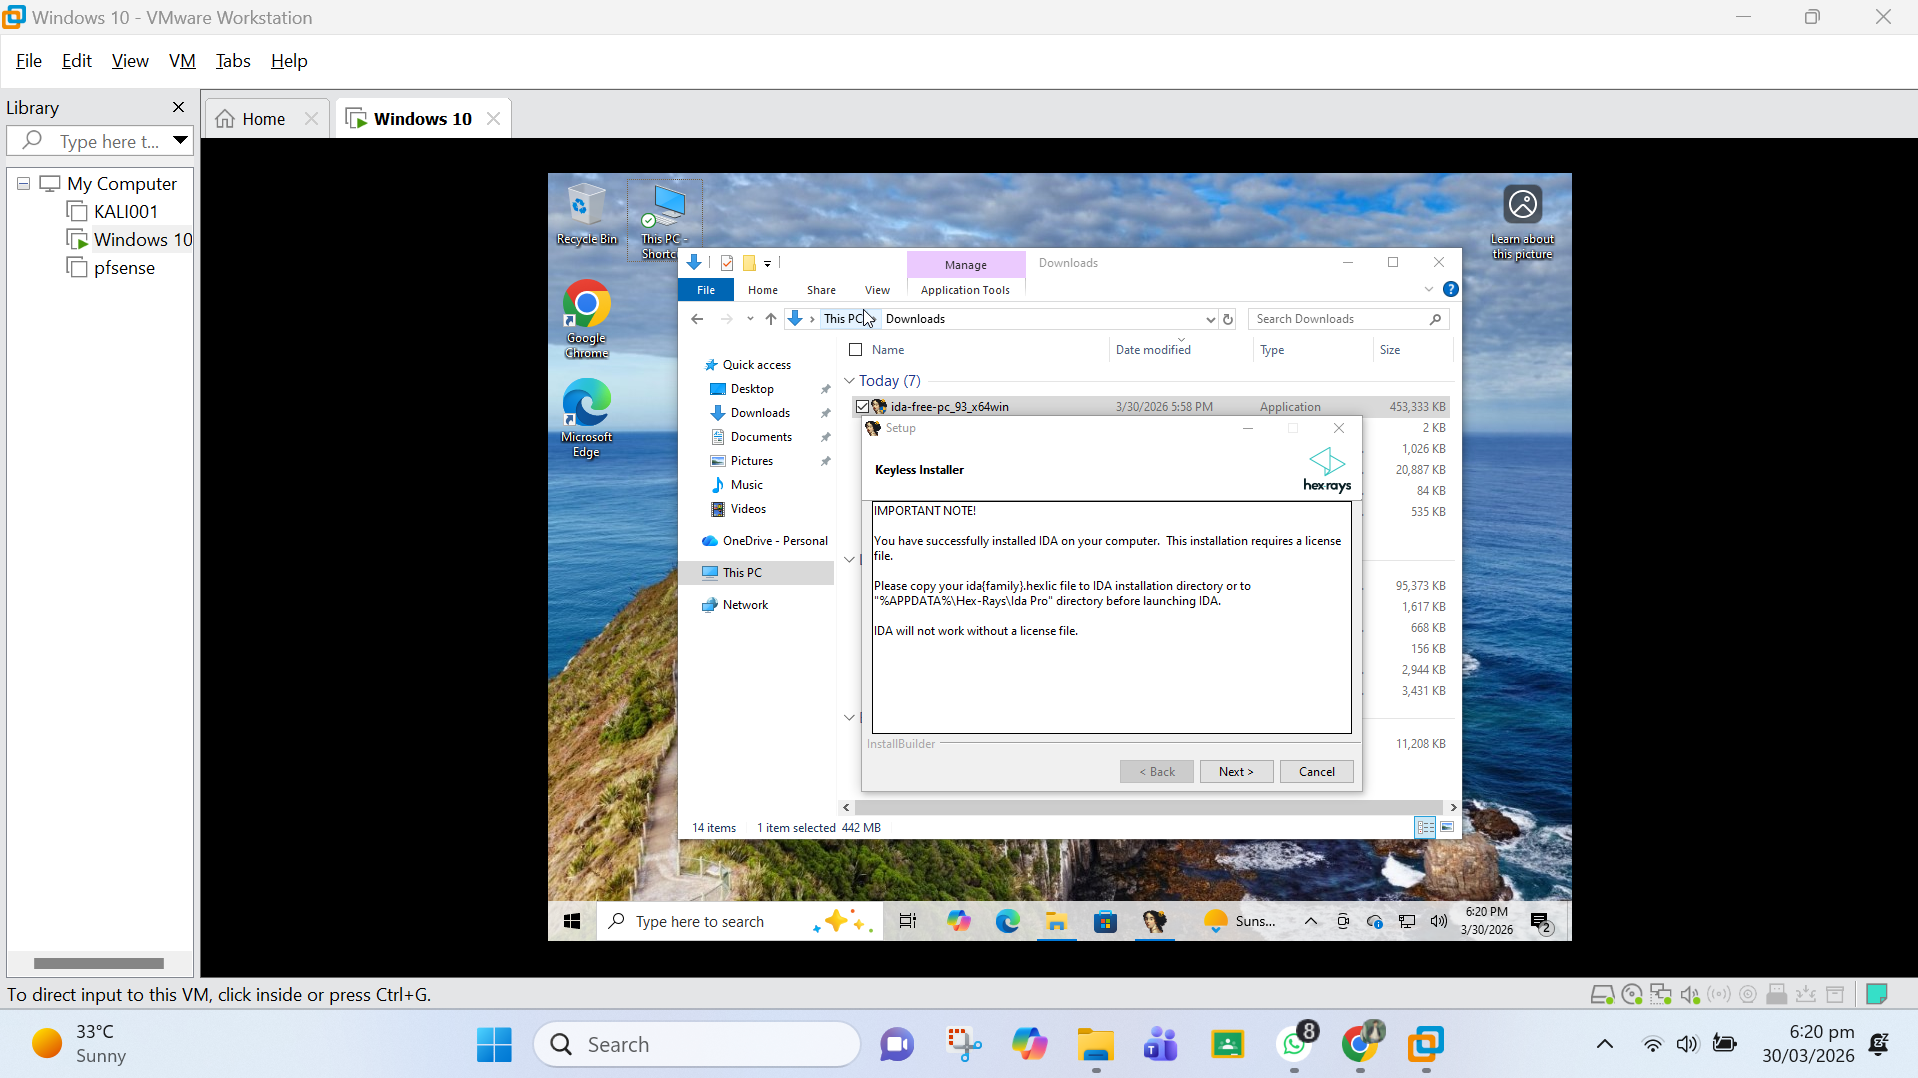 Windows 10 - VMware Workstation
File Edit View VM Tabs Help
Library
Type here t...
My Computer
KALI001
Windows 10
pfsense
Home
Windows 10
Recycle Bin
This PC -
Shortc
Learn about
this picture
Google
Chrome
Microsoft
Edge
Manage
Downloads
File Home Share View Application Tools
This PC Downloads
Search Downloads
Name Date modified Type Size
Quick access
Desktop
Downloads
Documents
Pictures
Music
Videos
OneDrive - Personal
This PC
Network
Today (7)
ida-free-pc_93_x64win 3/30/2026 5:58 PM Application 453,333 KB
2 KB
1,026 KB
20,887 KB
84 KB
535 KB
95,373 KB
1,617 KB
668 KB
156 KB
2,944 KB
3,431 KB
11,208 KB
Setup
Keyless Installer
hex-rays
IMPORTANT NOTE!
You have successfully installed IDA on your computer. This installation requires a license
file.
Please copy your ida{family}.hexlic file to IDA installation directory or to
"%APPDATA%\Hex-Rays\Ida Pro" directory before launching IDA.
IDA will not work without a license file.
InstallBuilder
< Back Next > Cancel
14 items 1 item selected 442 MB
Type here to search
Suns...
6:20 PM
3/30/2026
2
To direct input to this VM, click inside or press Ctrl+G.
33°C
Sunny
Search
8
6:20 pm
30/03/2026